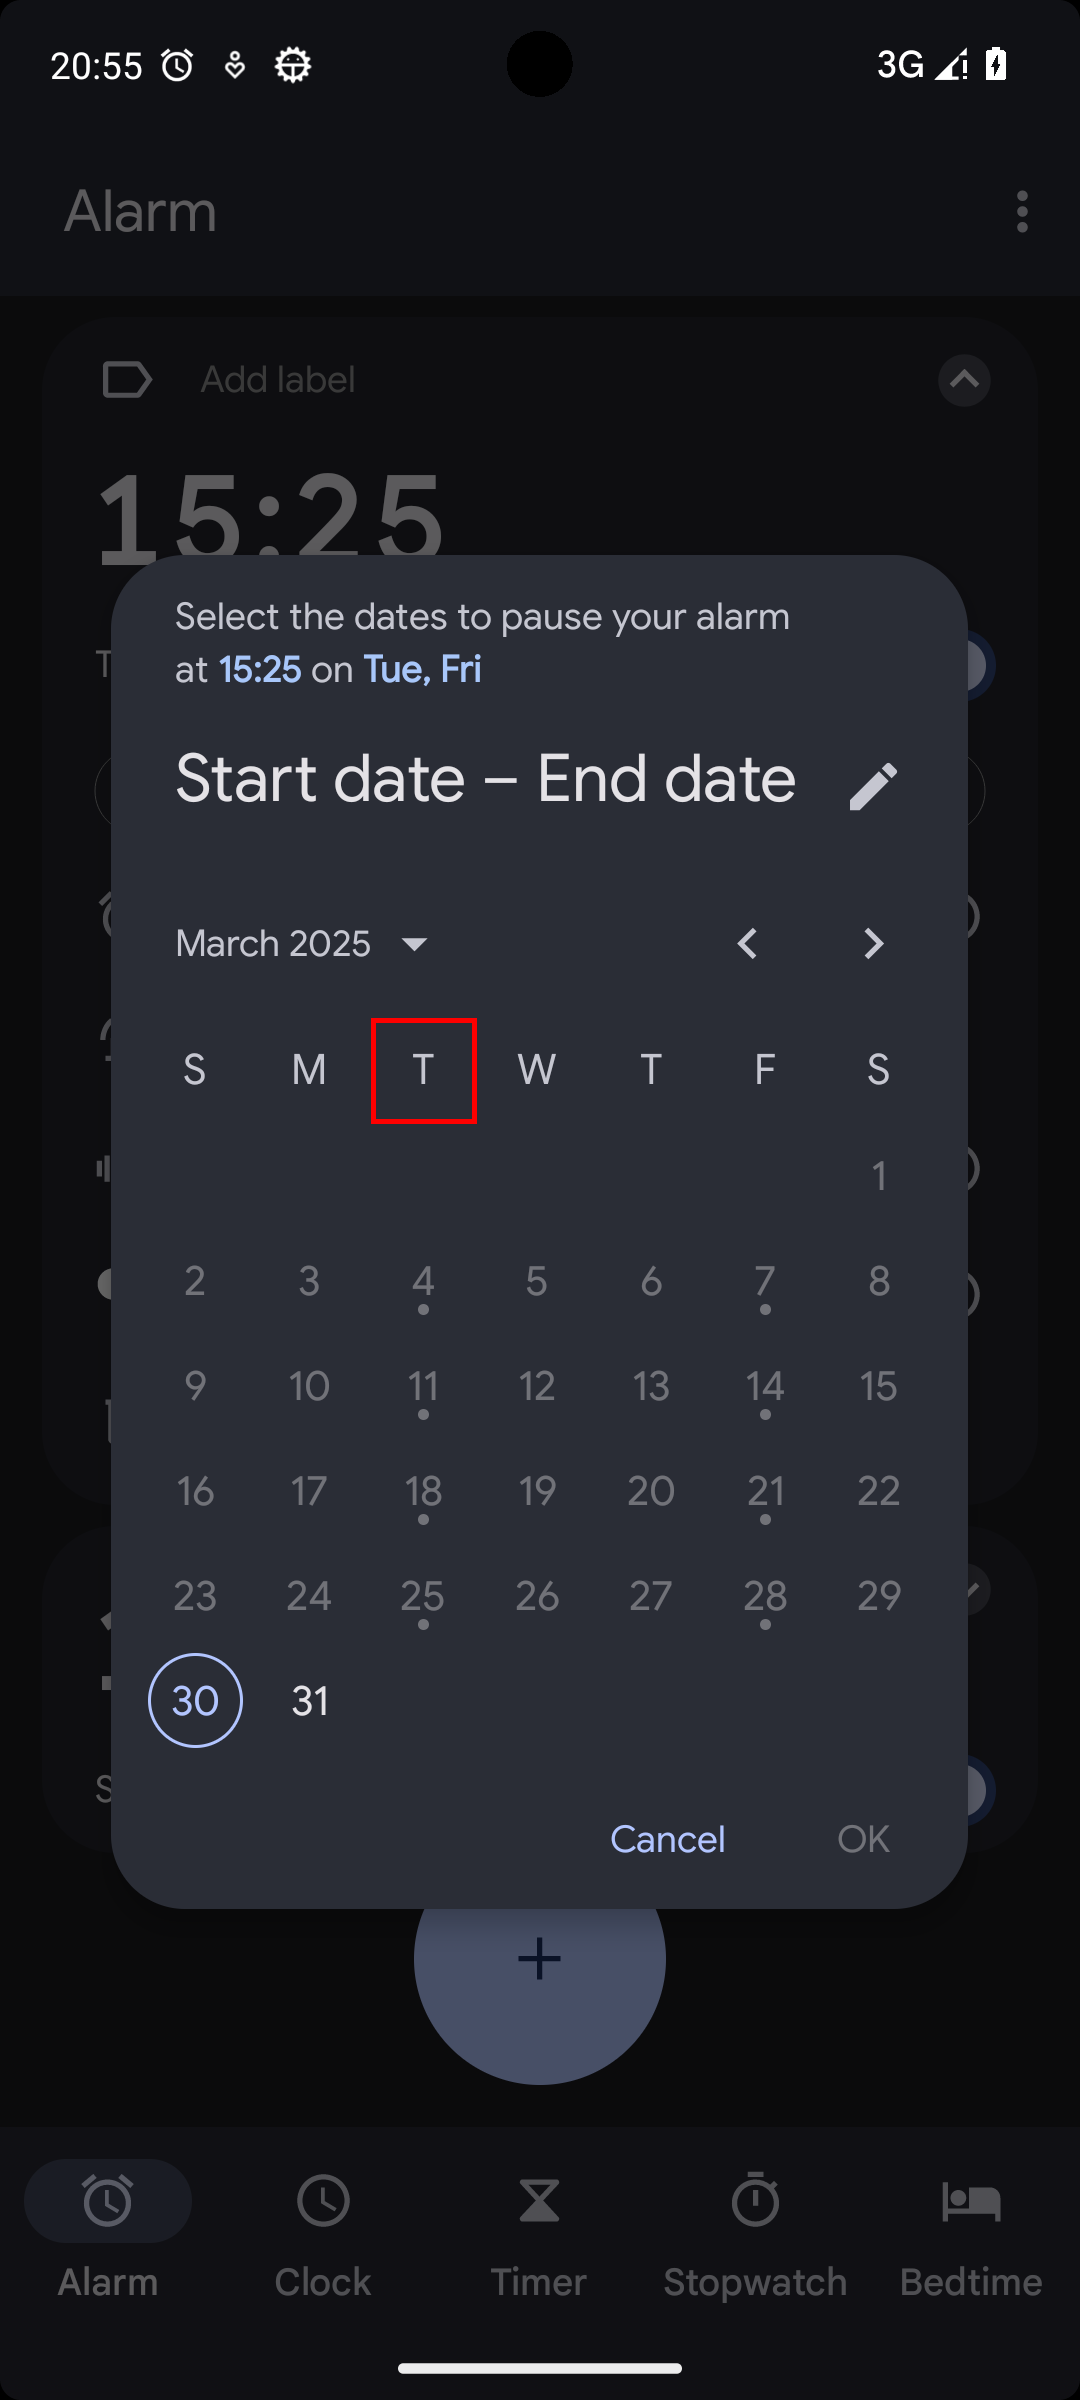 20:55 3G
Alarm
Add label
15:25
Select the dates to pause your alarm
at 15:25 on Tue, Fri
Start date – End date
March 2025
S M T W T F S
1
2 3 4 5 6 7 8
9 10 11 12 13 14 15
16 17 18 19 20 21 22
23 24 25 26 27 28 29
30 31
Cancel OK
Alarm Clock Timer Stopwatch Bedtime